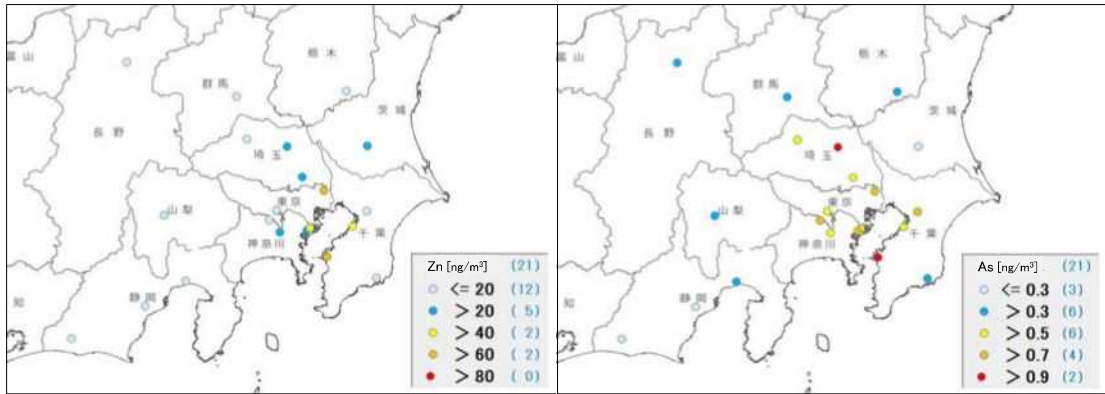 富山
栃木
群馬
茨城
長野
埼玉
東京
山梨
千葉
神奈川
静岡
知
Zn [ng/m³] (21)
<= 20 (12)
> 20 ( 5)
> 40 ( 2)
> 60 ( 2)
> 80 ( 0)
富山
栃木
群馬
茨城
長野
埼玉
東京
山梨
千葉
神奈川
静岡
知
As [ng/m³] (21)
<= 0.3 (3)
> 0.3 (6)
> 0.5 (6)
> 0.7 (4)
> 0.9 (2)